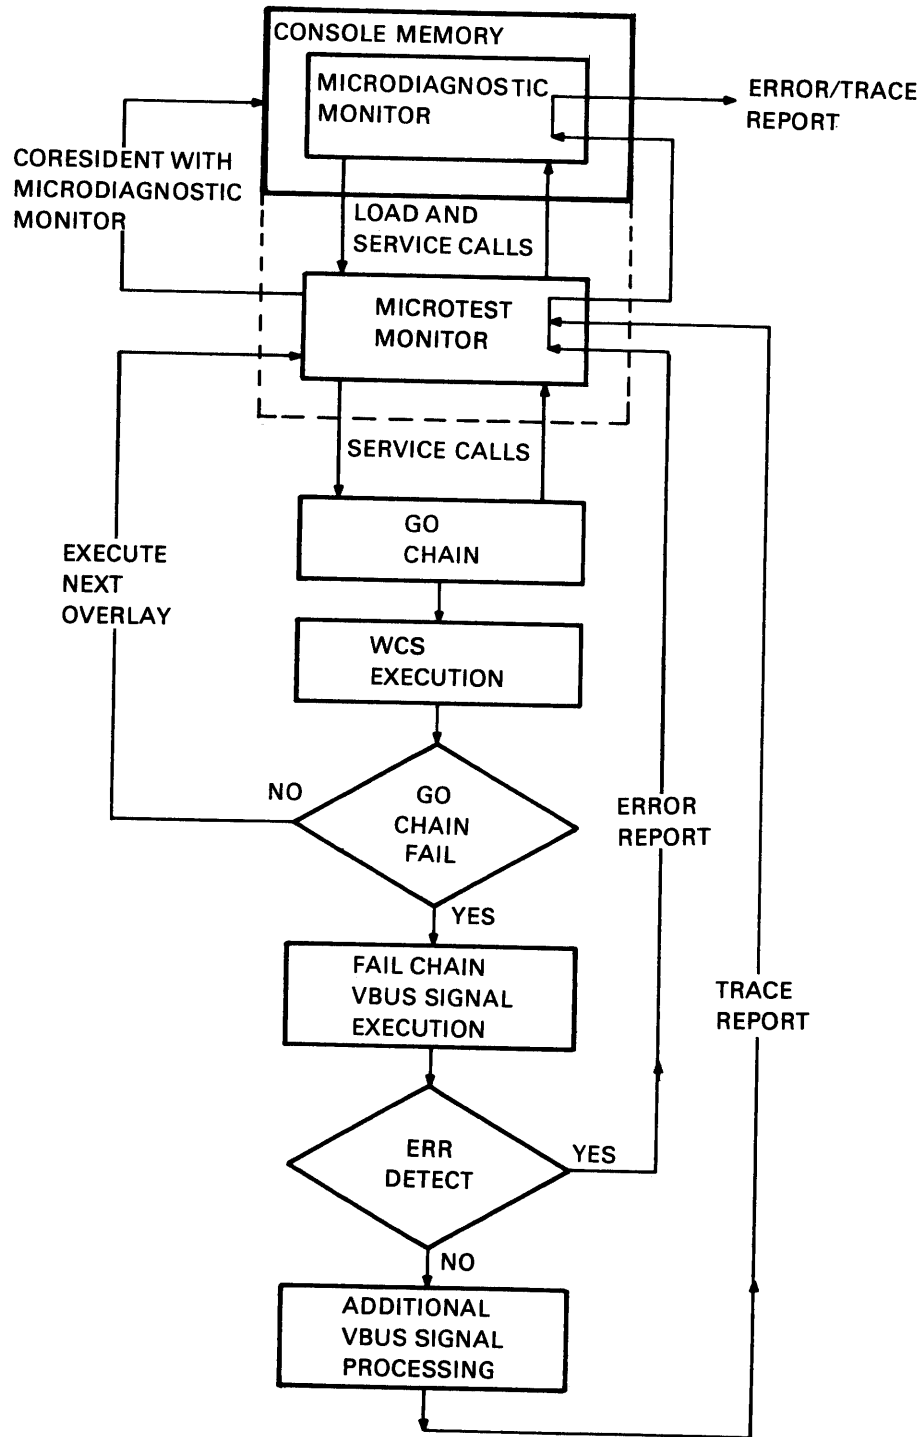 CONSOLE MEMORY
MICRODIAGNOSTIC
MONITOR
ERROR/TRACE
REPORT
CORESIDENT WITH
MICRODIAGNOSTIC
MONITOR
LOAD AND
SERVICE CALLS
MICROTEST
MONITOR
SERVICE CALLS
GO
CHAIN
EXECUTE
NEXT
OVERLAY
WCS
EXECUTION
NO
GO
CHAIN
FAIL
ERROR
REPORT
YES
FAIL CHAIN
VBUS SIGNAL
EXECUTION
TRACE
REPORT
ERR
DETECT
YES
NO
ADDITIONAL
VBUS SIGNAL
PROCESSING